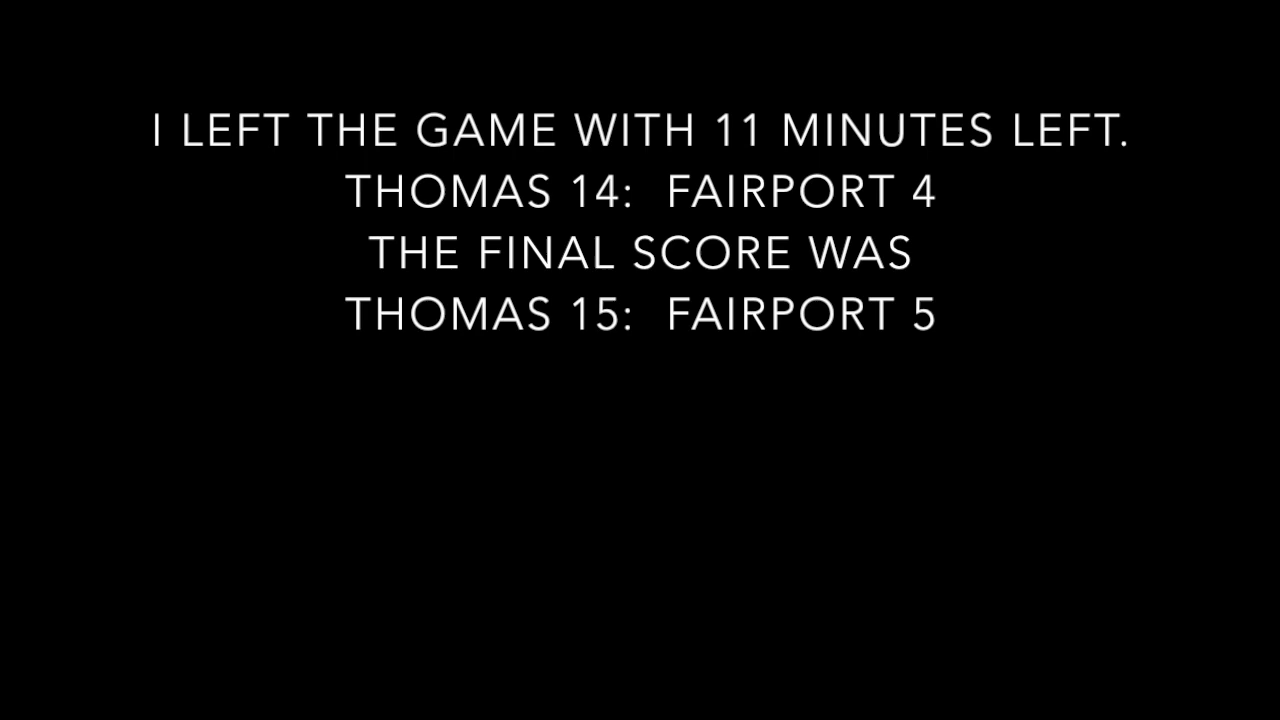 I LEFT THE GAME WITH 11 MINUTES LEFT.
THOMAS 14:  FAIRPORT 4
THE FINAL SCORE WAS
THOMAS 15:  FAIRPORT 5